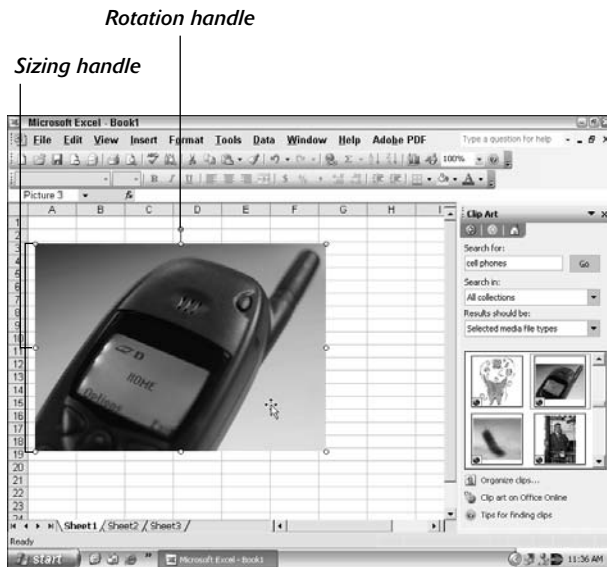 Rotation handle
Sizing handle
Microsoft Excel - Book1
File Edit View Insert Format Tools Data Window Help Adobe PDF Type a question for help
100%
Picture 3 fx
A B C D E F G H I
1
2
3
4
5
6
7
8
9
10
11
12
13
14
15
16
17
18
19
20
21
22
23
24
HOME
Options
Clip Art
Search for:
cell phones Go
Search in:
All collections
Results should be:
Selected media file types
Organize clips...
Clip art on Office Online
Tips for finding clips
Sheet1 / Sheet2 / Sheet3 /
Ready
start Microsoft Excel - Book1 11:36 AM